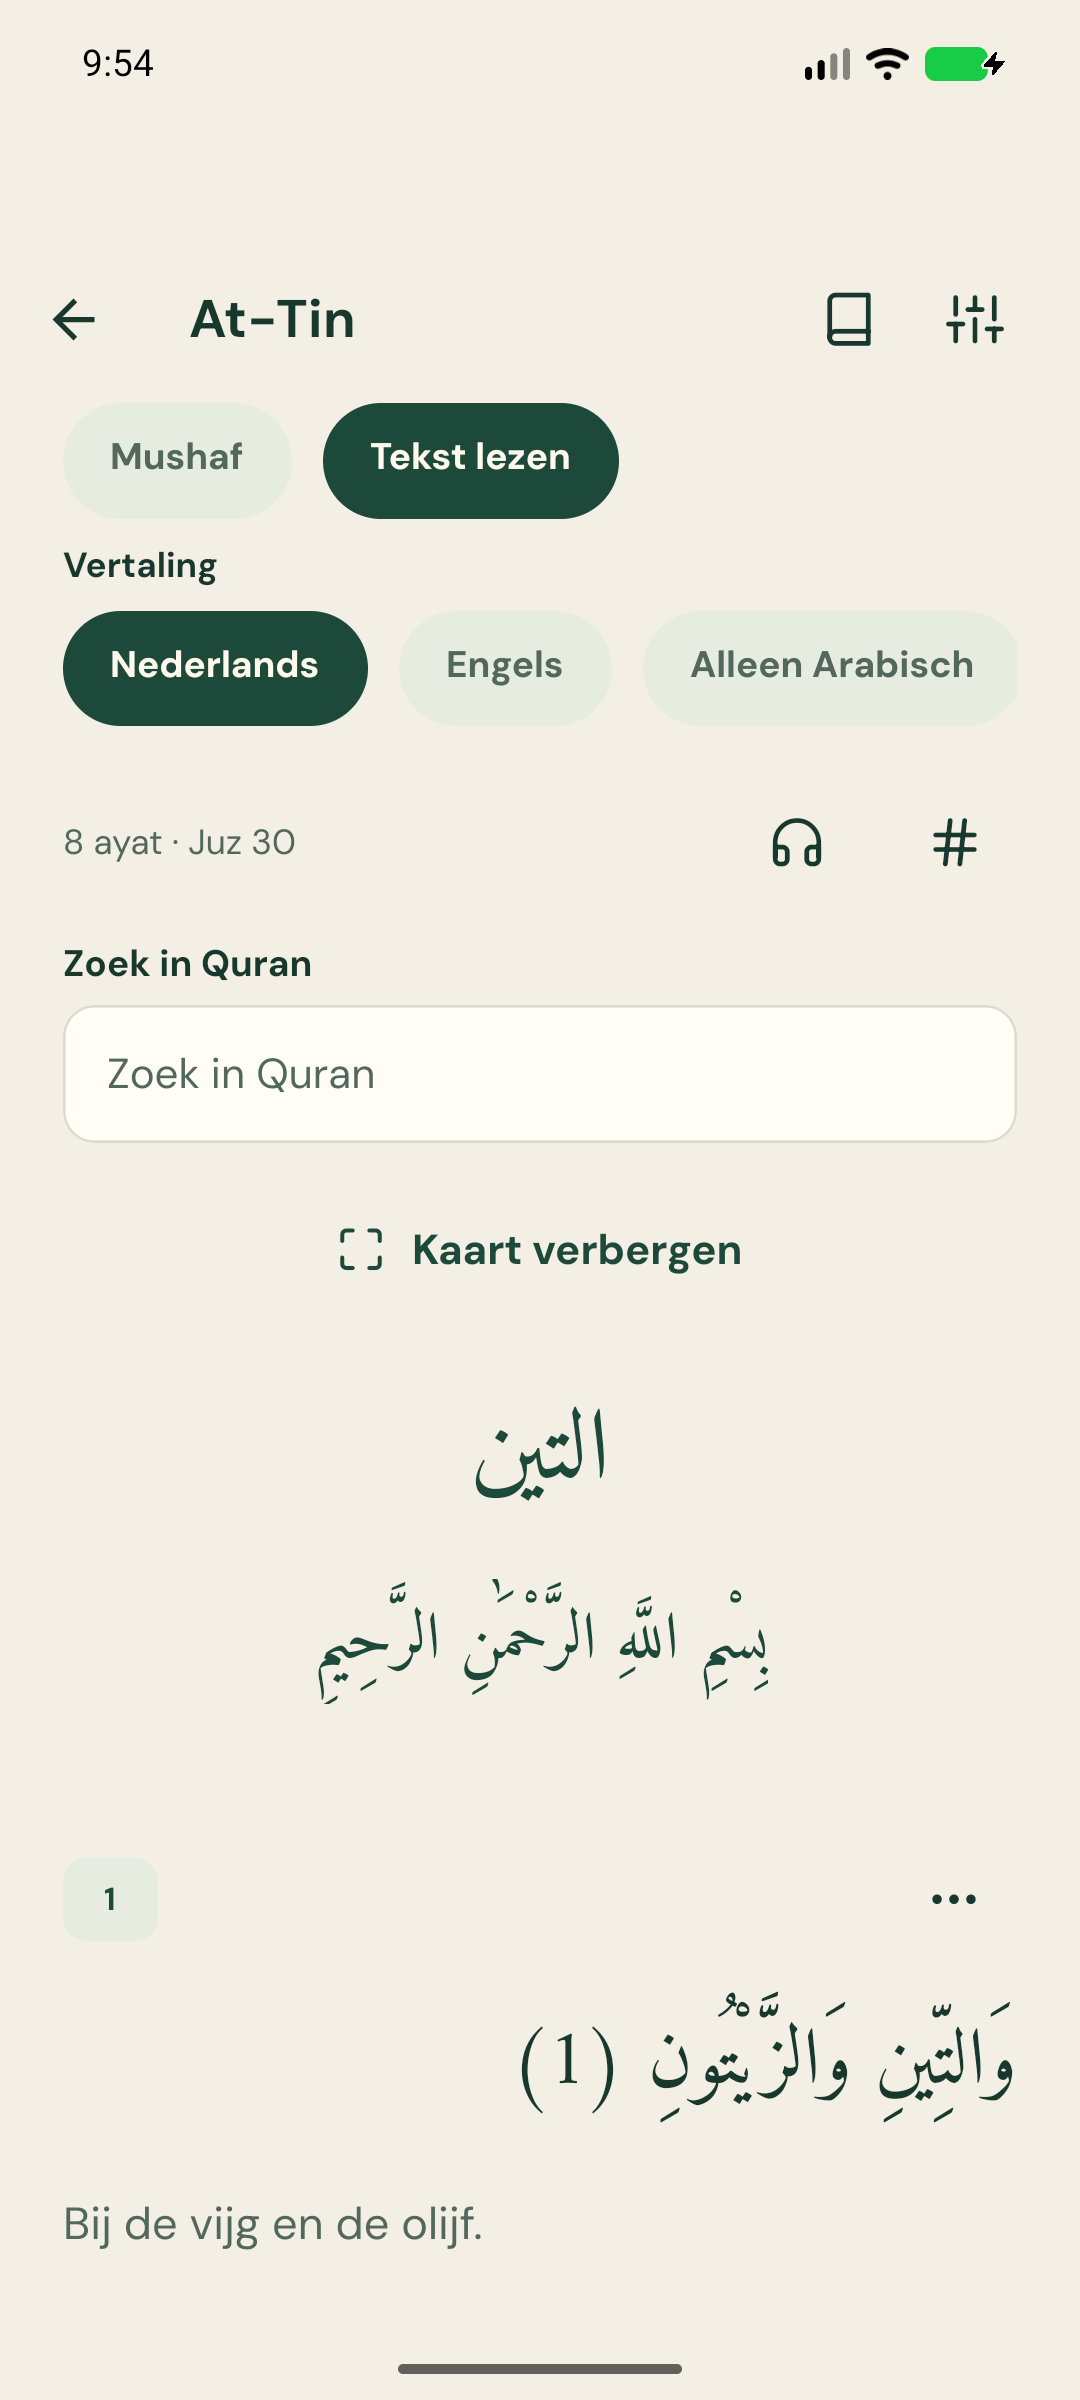 9:54
At-Tin
Mushaf Tekst lezen
Vertaling
Nederlands Engels Alleen Arabisch
8 ayat · Juz 30
Zoek in Quran
Zoek in Quran
Kaart verbergen
التين
بِسْمِ اللَّهِ الرَّحْمَٰنِ الرَّحِيمِ
1
وَالتِّينِ وَالزَّيْتُونِ (1)
Bij de vijg en de olijf.